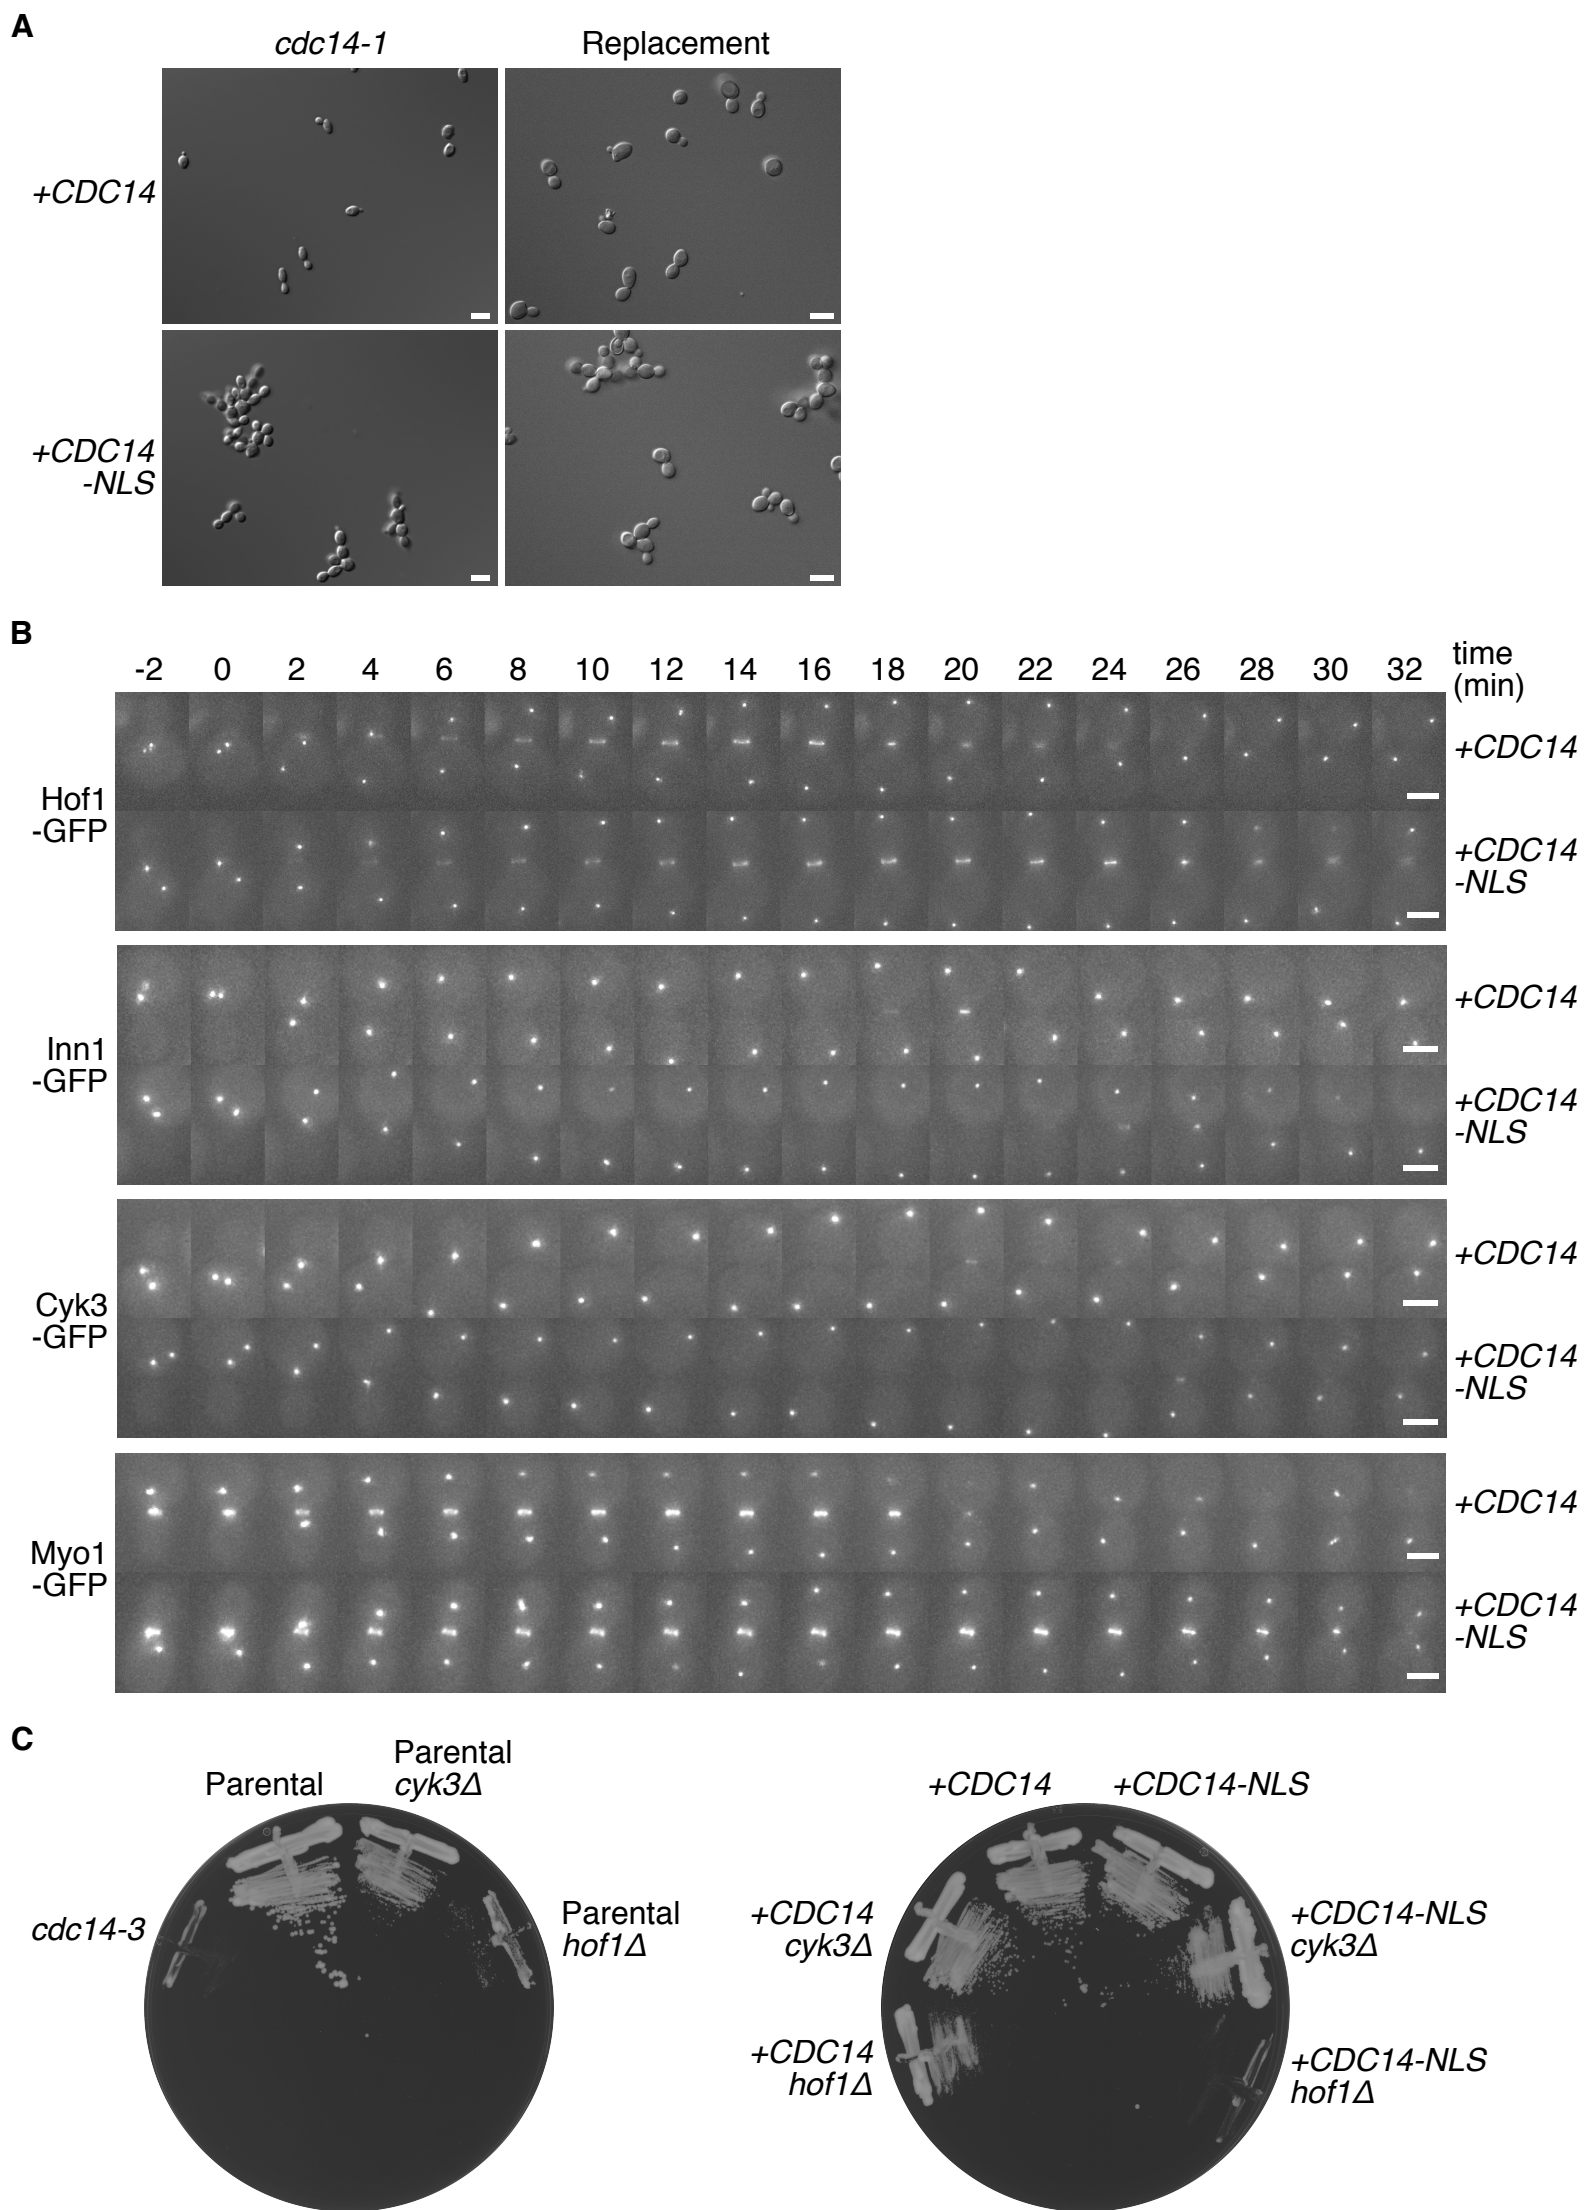 A
cdc14-1
Replacement
+CDC14
+CDC14
-NLS
B
-2 0 2 4 6 8 10 12 14 16 18 20 22 24 26 28 30 32
time
(min)
Hof1
-GFP
+CDC14
+CDC14
-NLS
Inn1
-GFP
+CDC14
+CDC14
-NLS
Cyk3
-GFP
+CDC14
+CDC14
-NLS
Myo1
-GFP
+CDC14
+CDC14
-NLS
C
Parental
Parental
cyk3Δ
cdc14-3
Parental
hof1Δ
+CDC14
+CDC14-NLS
+CDC14
cyk3Δ
+CDC14-NLS
cyk3Δ
+CDC14
hof1Δ
+CDC14-NLS
hof1Δ